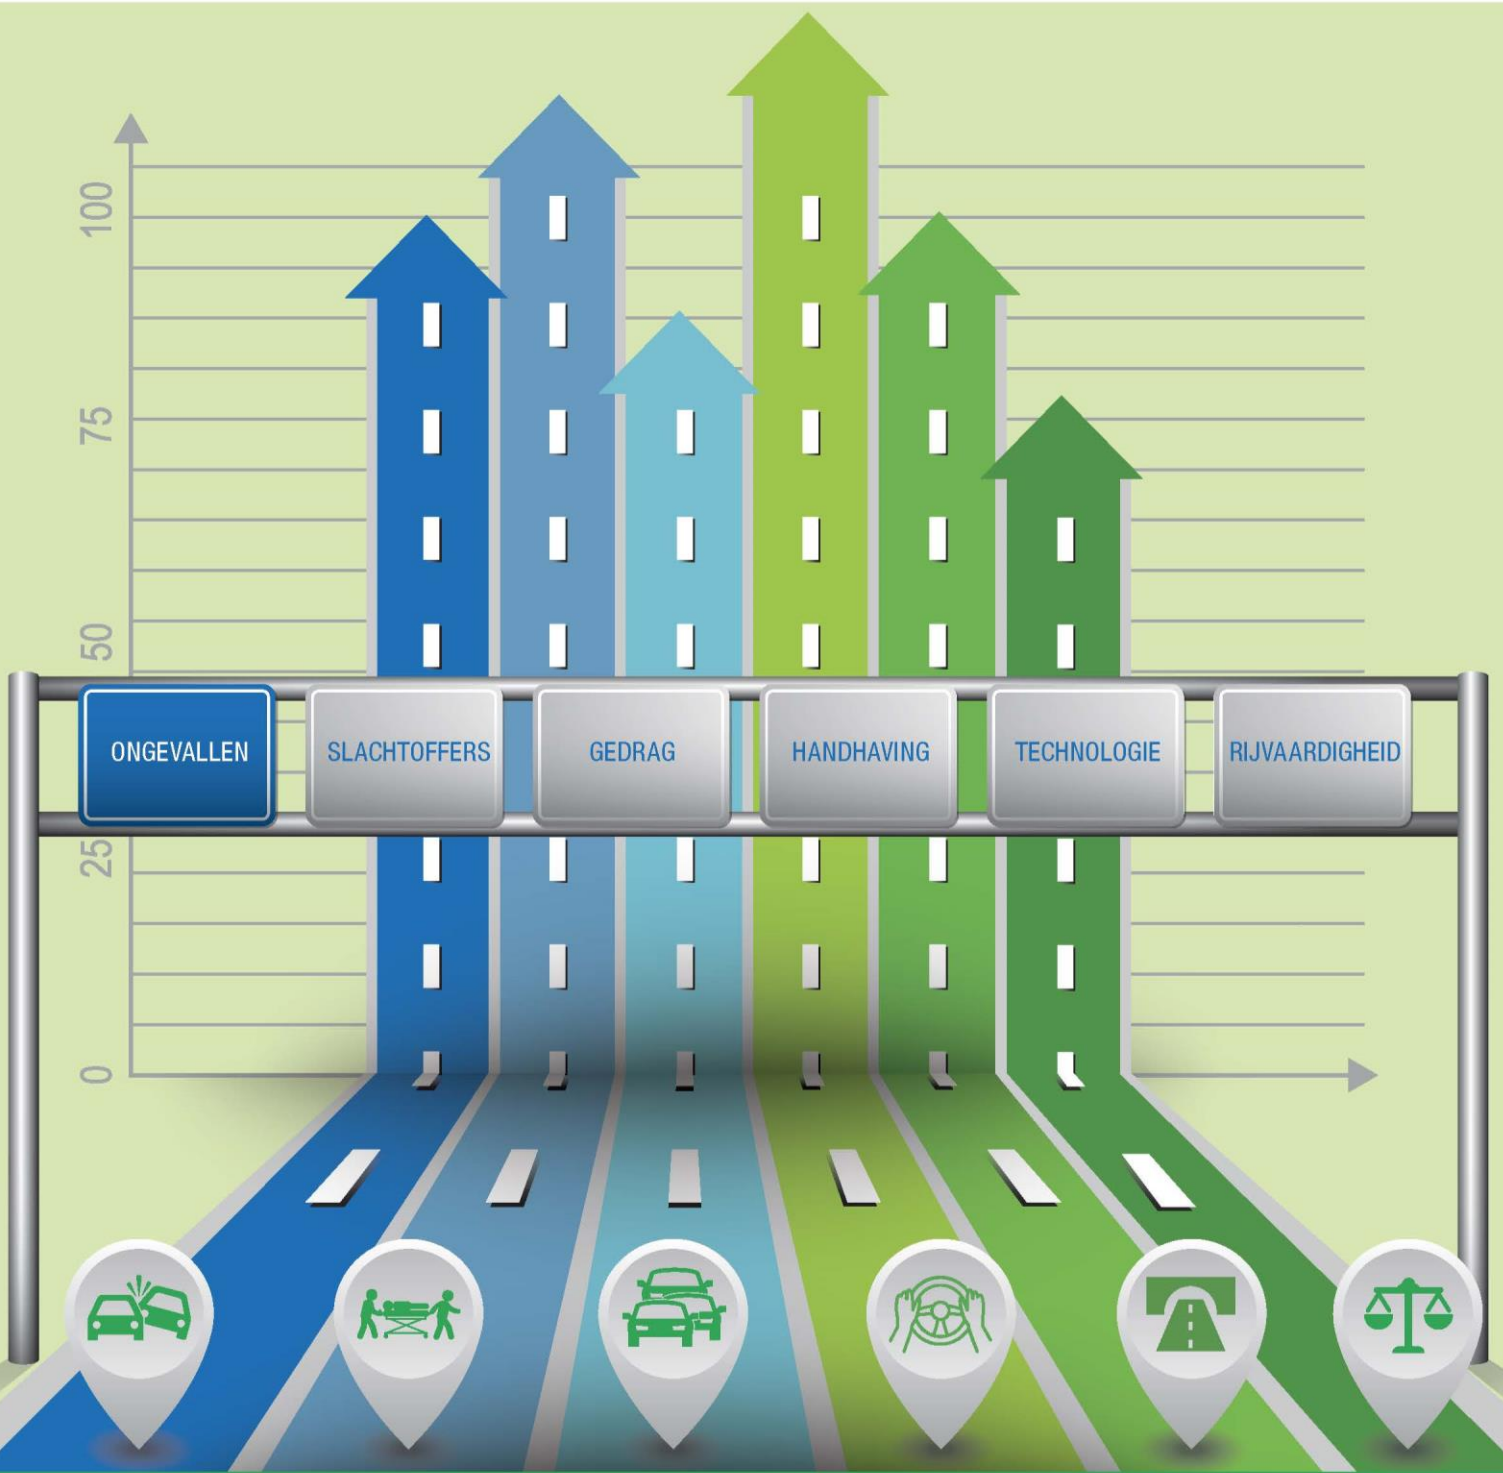 100
75
50
25
0
ONGEVALLEN
SLACHTOFFERS
GEDRAG
HANDHAVING
TECHNOLOGIE
RIJVAARDIGHEID